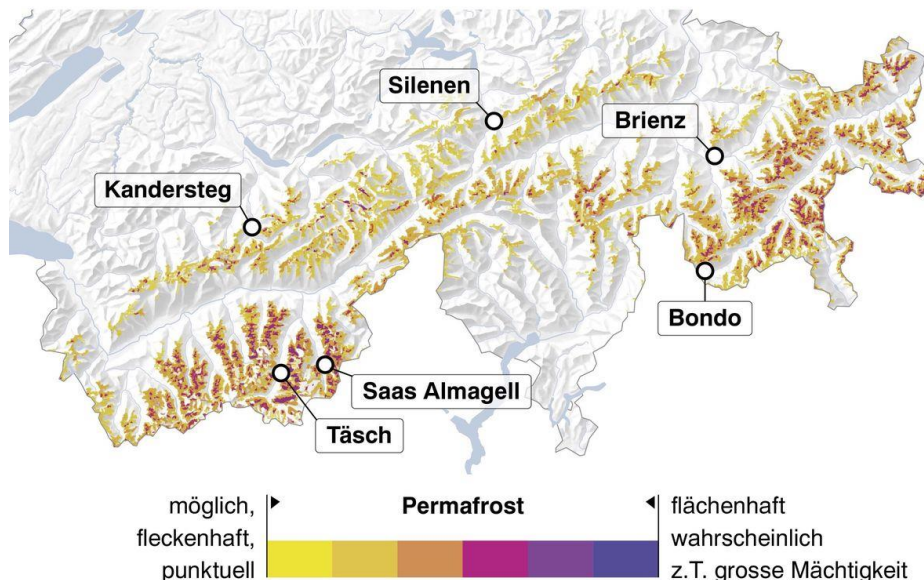 Silenen
Brienz
Kandersteg
Bondo
Saas Almagell
Täsch
möglich,
fleckenhaft,
punktuell
Permafrost
flächenhaft
wahrscheinlich
z.T. grosse Mächtigkeit